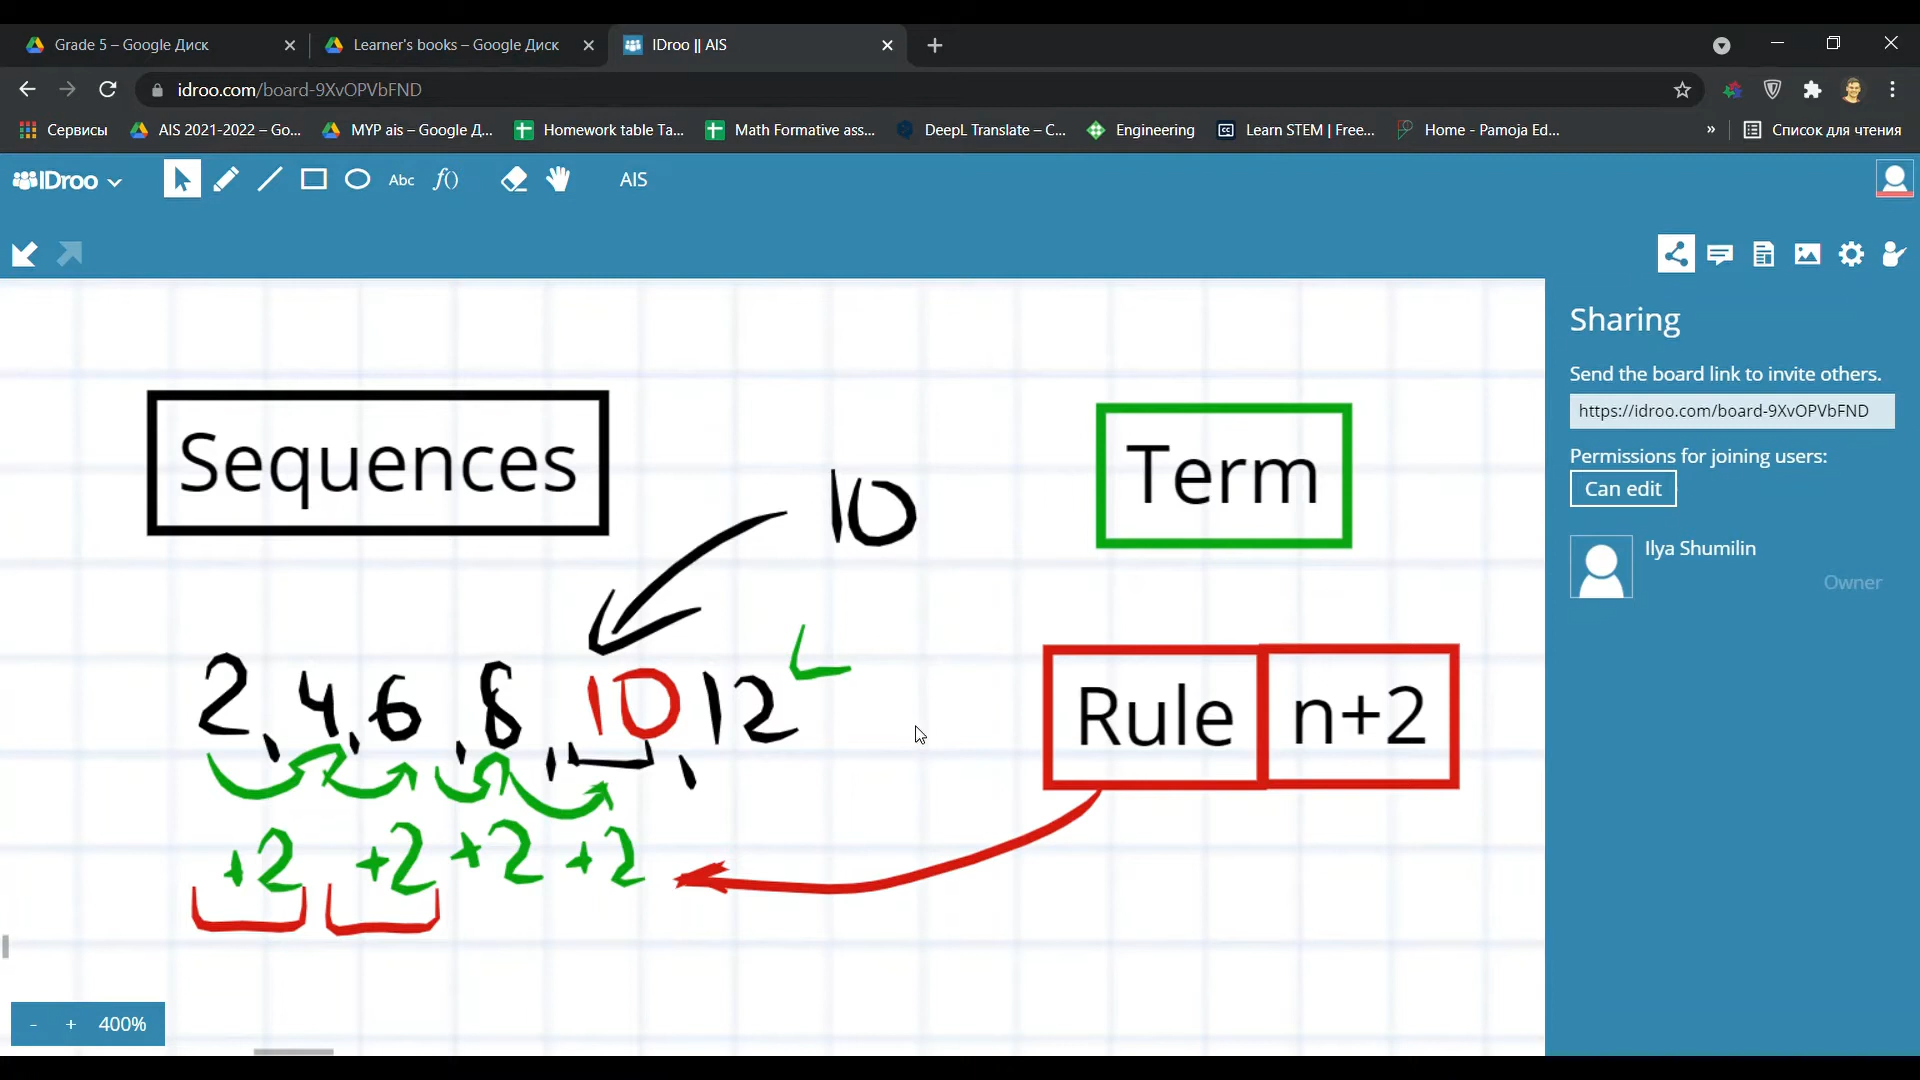 Grade 5 – Google Диск
Learner's books – Google Диск
IDroo || AIS
idroo.com/board-9XvOPVbFND
Сервисы
AIS 2021-2022 – Go...
MYP ais – Google Д...
Homework table Ta...
Math Formative ass...
DeepL Translate – C...
Engineering
Learn STEM | Free...
Home - Pamoja Ed...
»
Список для чтения
IDroo
Abc
f()
AIS
Sharing
Send the board link to invite others.
https://idroo.com/board-9XvOPVbFND
Permissions for joining users:
Can edit
Ilya Shumilin
Owner
Sequences
Term
10
2, 4, 6, 8, 10, 12
Rule n+2
+2 +2 +2 +2
- + 400%